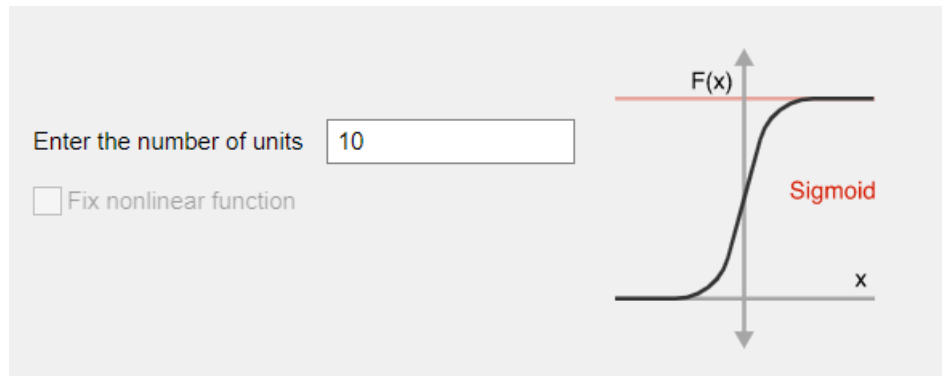 F(x)
Enter the number of units 10
Fix nonlinear function
Sigmoid
x